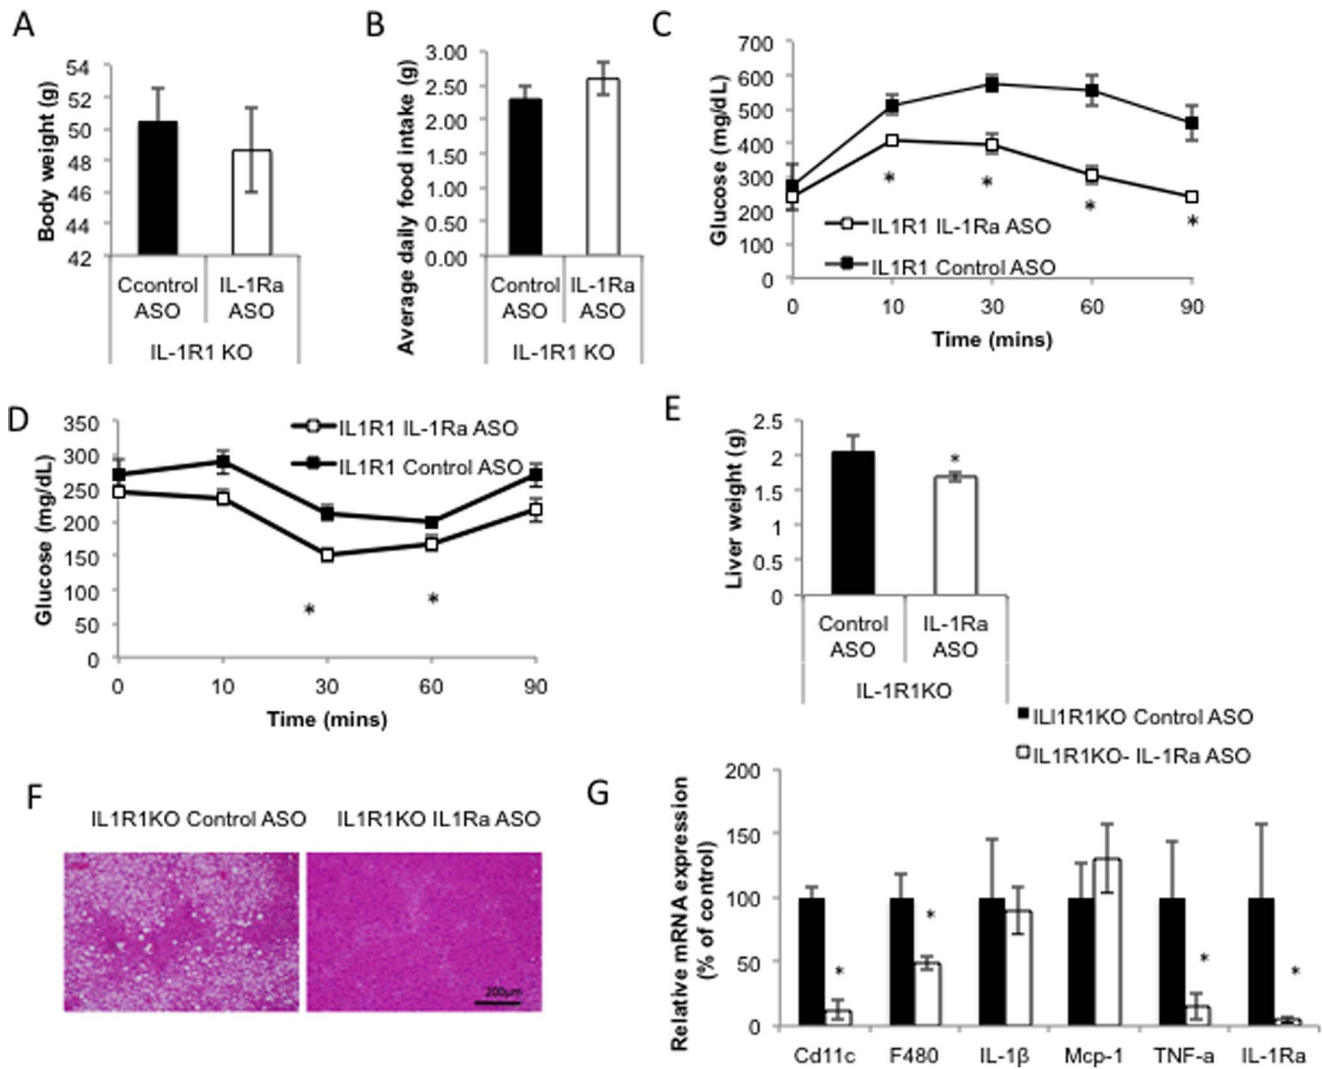 A
Body weight (g)
54
52
50
48
46
44
42
Ccontrol
ASO
IL-1Ra
ASO
IL-1R1 KO
B
Average daily food intake (g)
3.00
2.50
2.00
1.50
1.00
0.50
0.00
Control
ASO
IL-1Ra
ASO
IL-1R1 KO
C
Glucose (mg/dL)
700
600
500
400
300
200
100
0
*
*
*
*
IL1R1 IL-1Ra ASO
IL1R1 Control ASO
0 10 30 60 90
Time (mins)
D
Glucose (mg/dL)
350
300
250
200
150
100
50
0
IL1R1 IL-1Ra ASO
IL1R1 Control ASO
* *
0 10 30 60 90
Time (mins)
E
Liver weight (g)
2.5
2
1.5
1
0.5
0
*
Control
ASO
IL-1Ra
ASO
IL-1R1KO
F
IL1R1KO Control ASO IL1R1KO IL1Ra ASO
200µm
G
ILI1R1KO Control ASO
IL1R1KO- IL-1Ra ASO
Relative mRNA expression
(% of control)
200
150
100
50
0
* * * *
Cd11c F480 IL-1β Mcp-1 TNF-a IL-1Ra